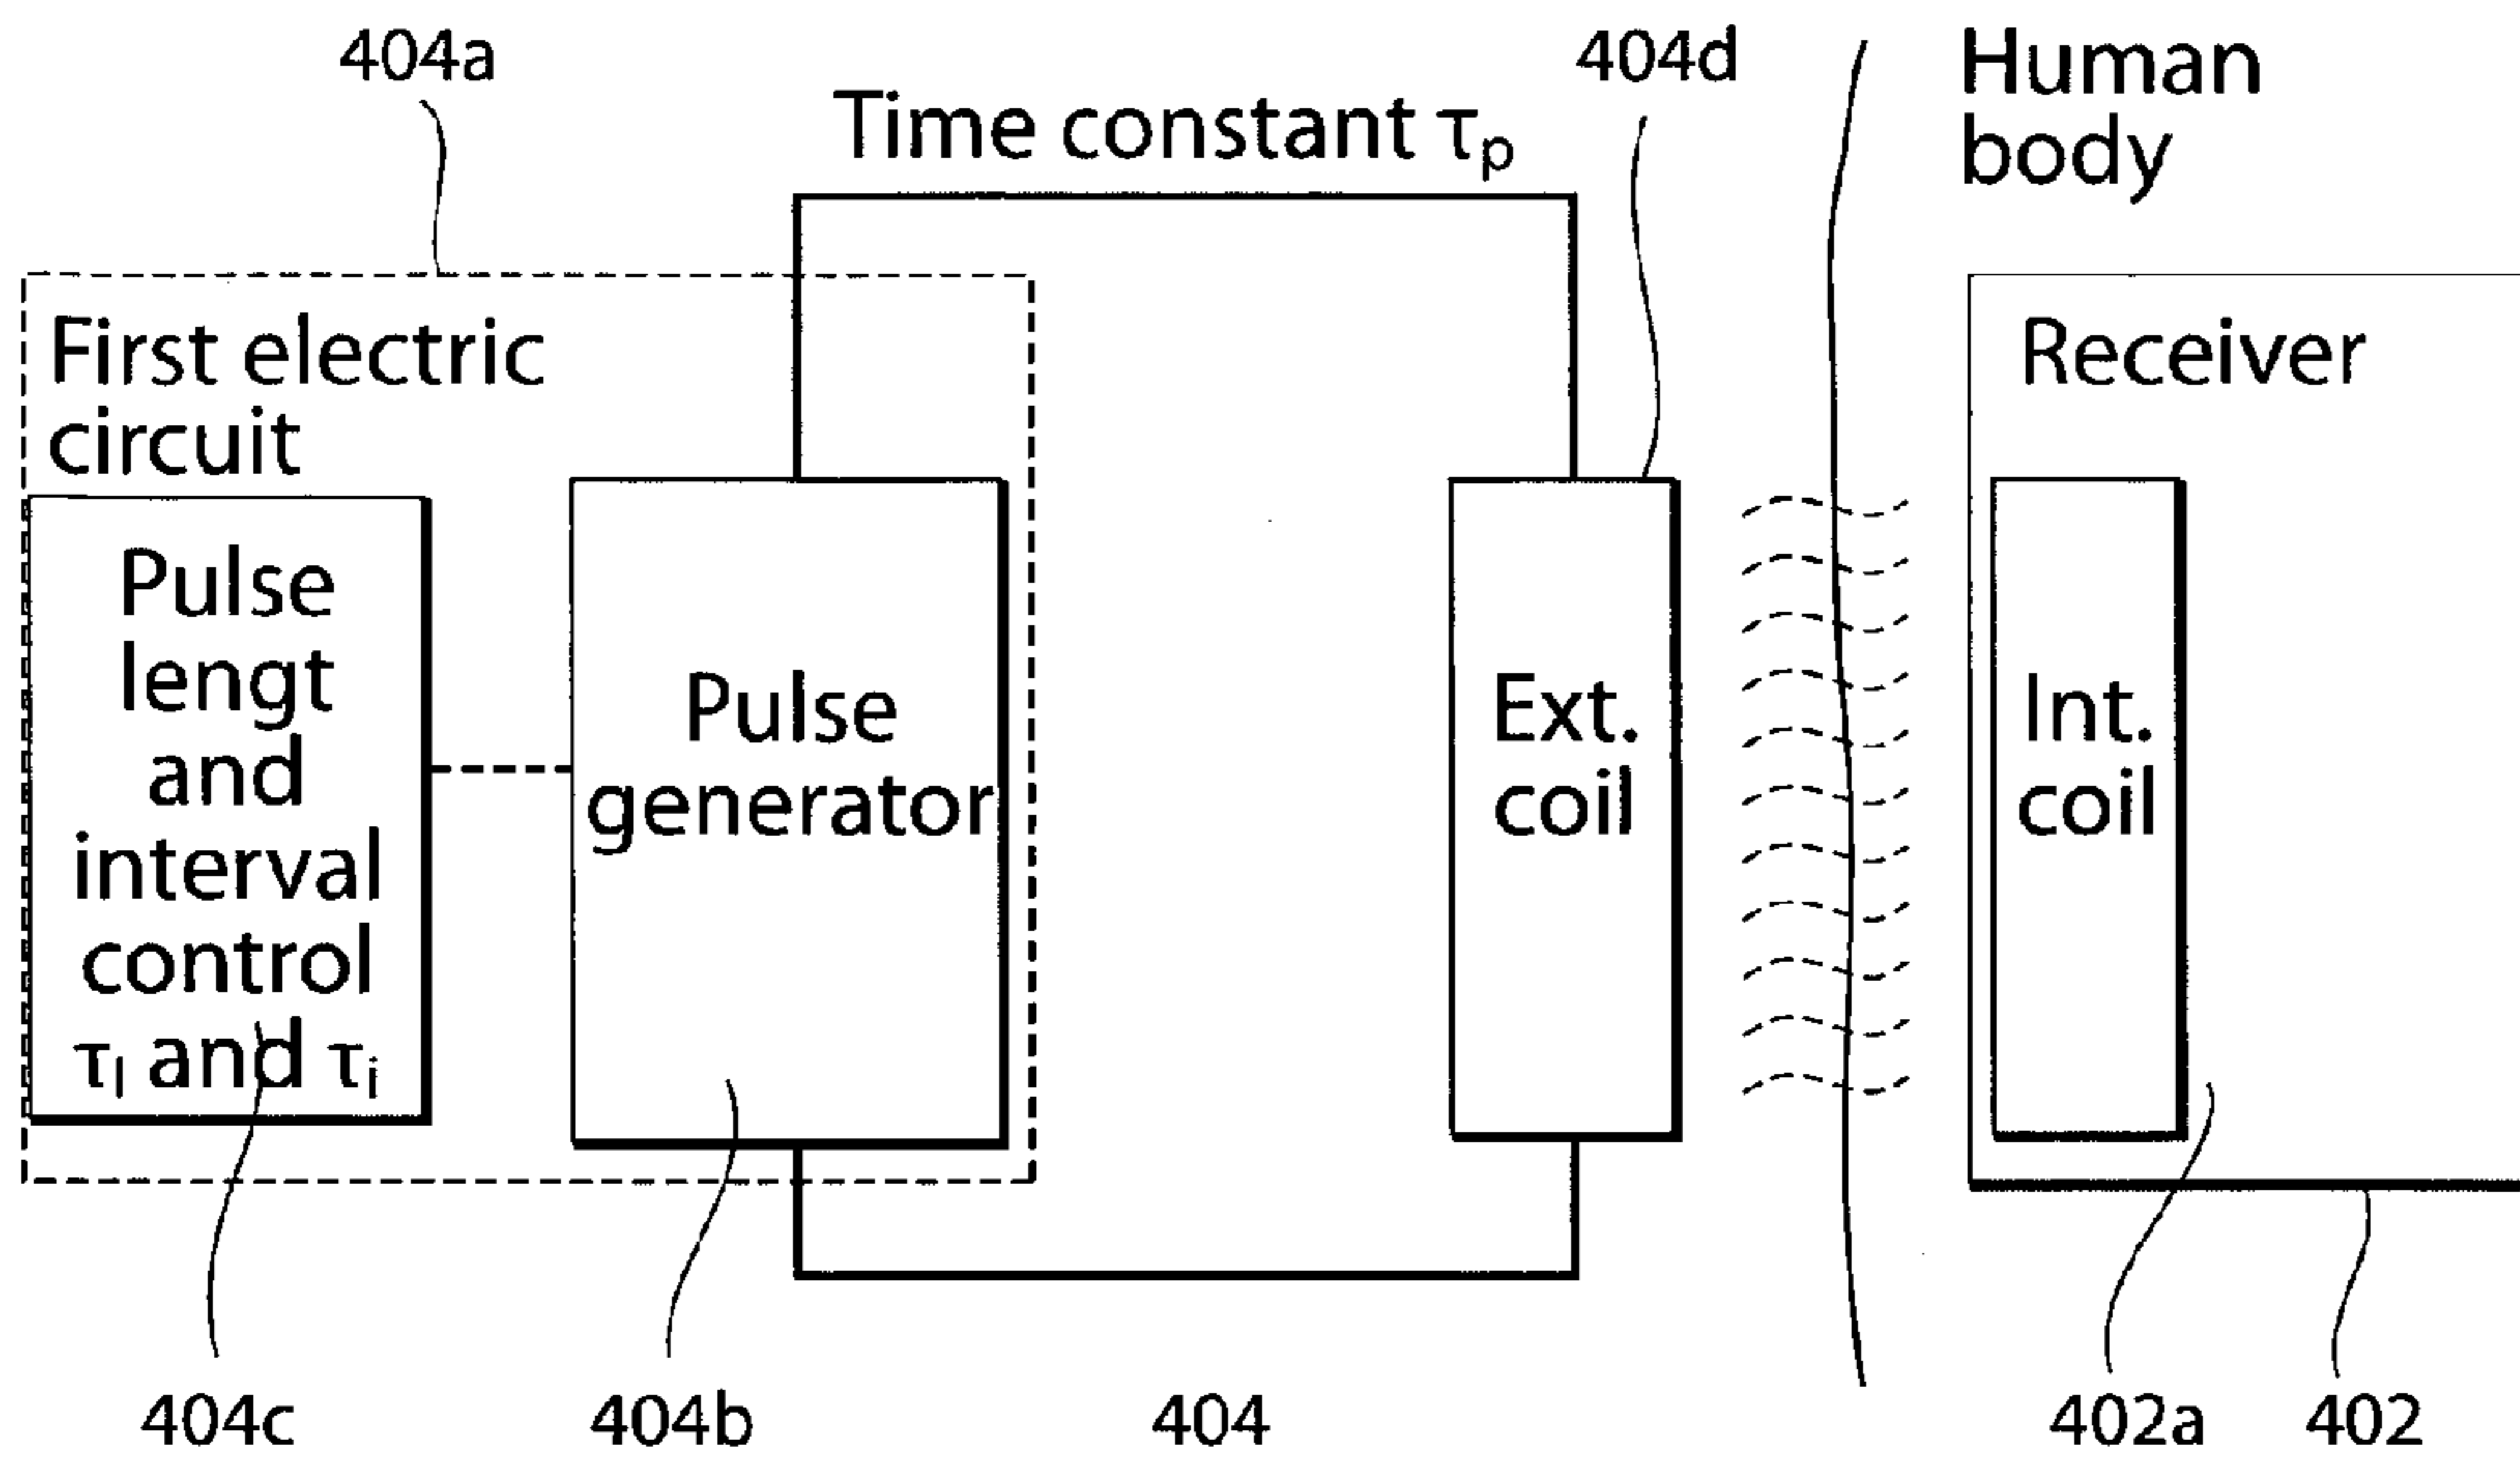 404a
404d
Human
body
Time constant τp
First electric
circuit
Receiver
Pulse
lengt
and
interval
control
τl and τi
Pulse
generator
Ext.
coil
Int.
coil
404c
404b
404
402a
402